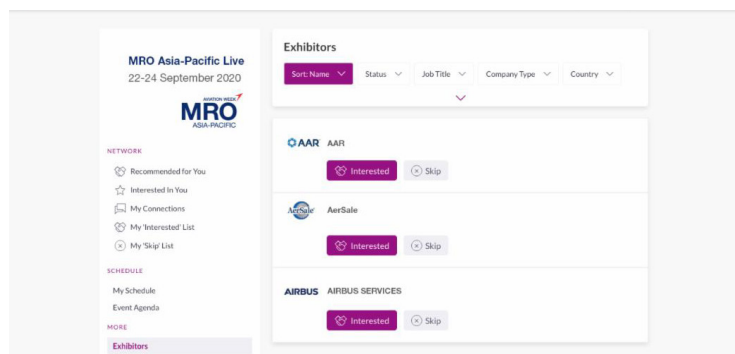 MRO Asia-Pacific Live
22-24 September 2020
AVIATION WEEK
MRO
ASIA-PACIFIC
NETWORK
Recommended for You
Interested In You
My Connections
My 'Interested' List
My 'Skip' List
SCHEDULE
My Schedule
Event Agenda
MORE
Exhibitors
Exhibitors
Sort: Name Status Job Title Company Type Country
AAR AAR
Interested Skip
AerSale AerSale
Interested Skip
AIRBUS AIRBUS SERVICES
Interested Skip